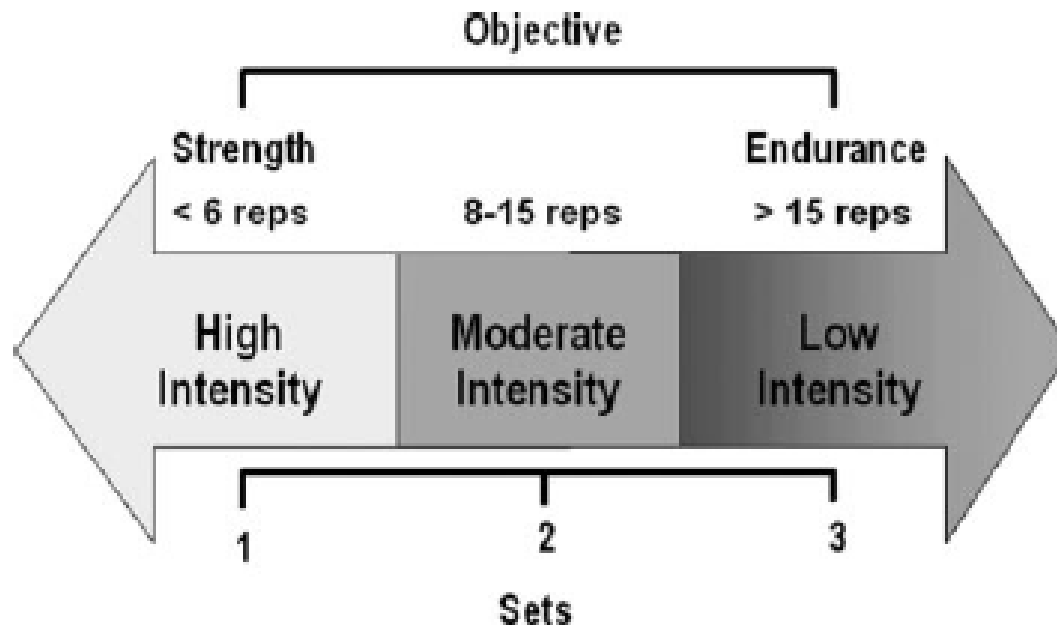 Objective
Strength Endurance
< 6 reps 8-15 reps > 15 reps
High Moderate Low
Intensity Intensity Intensity
1 2 3
Sets